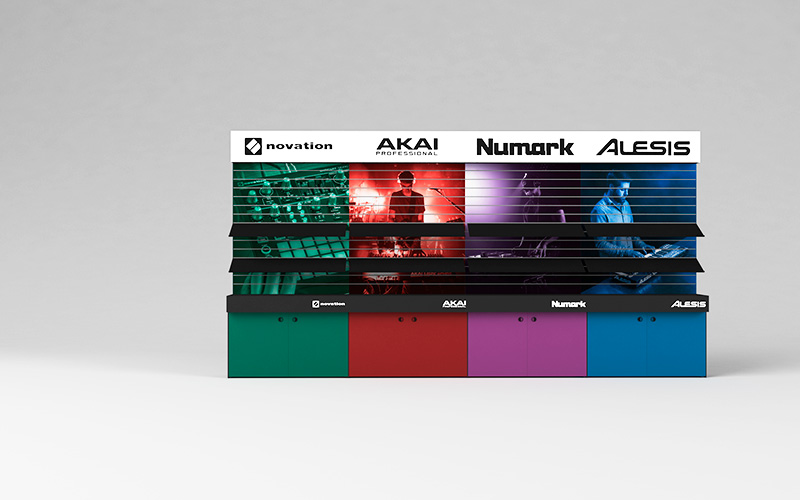 novation
AKAI
PROFESSIONAL
Numark
ALESIS
novation
AKAI
Numark
ALESIS